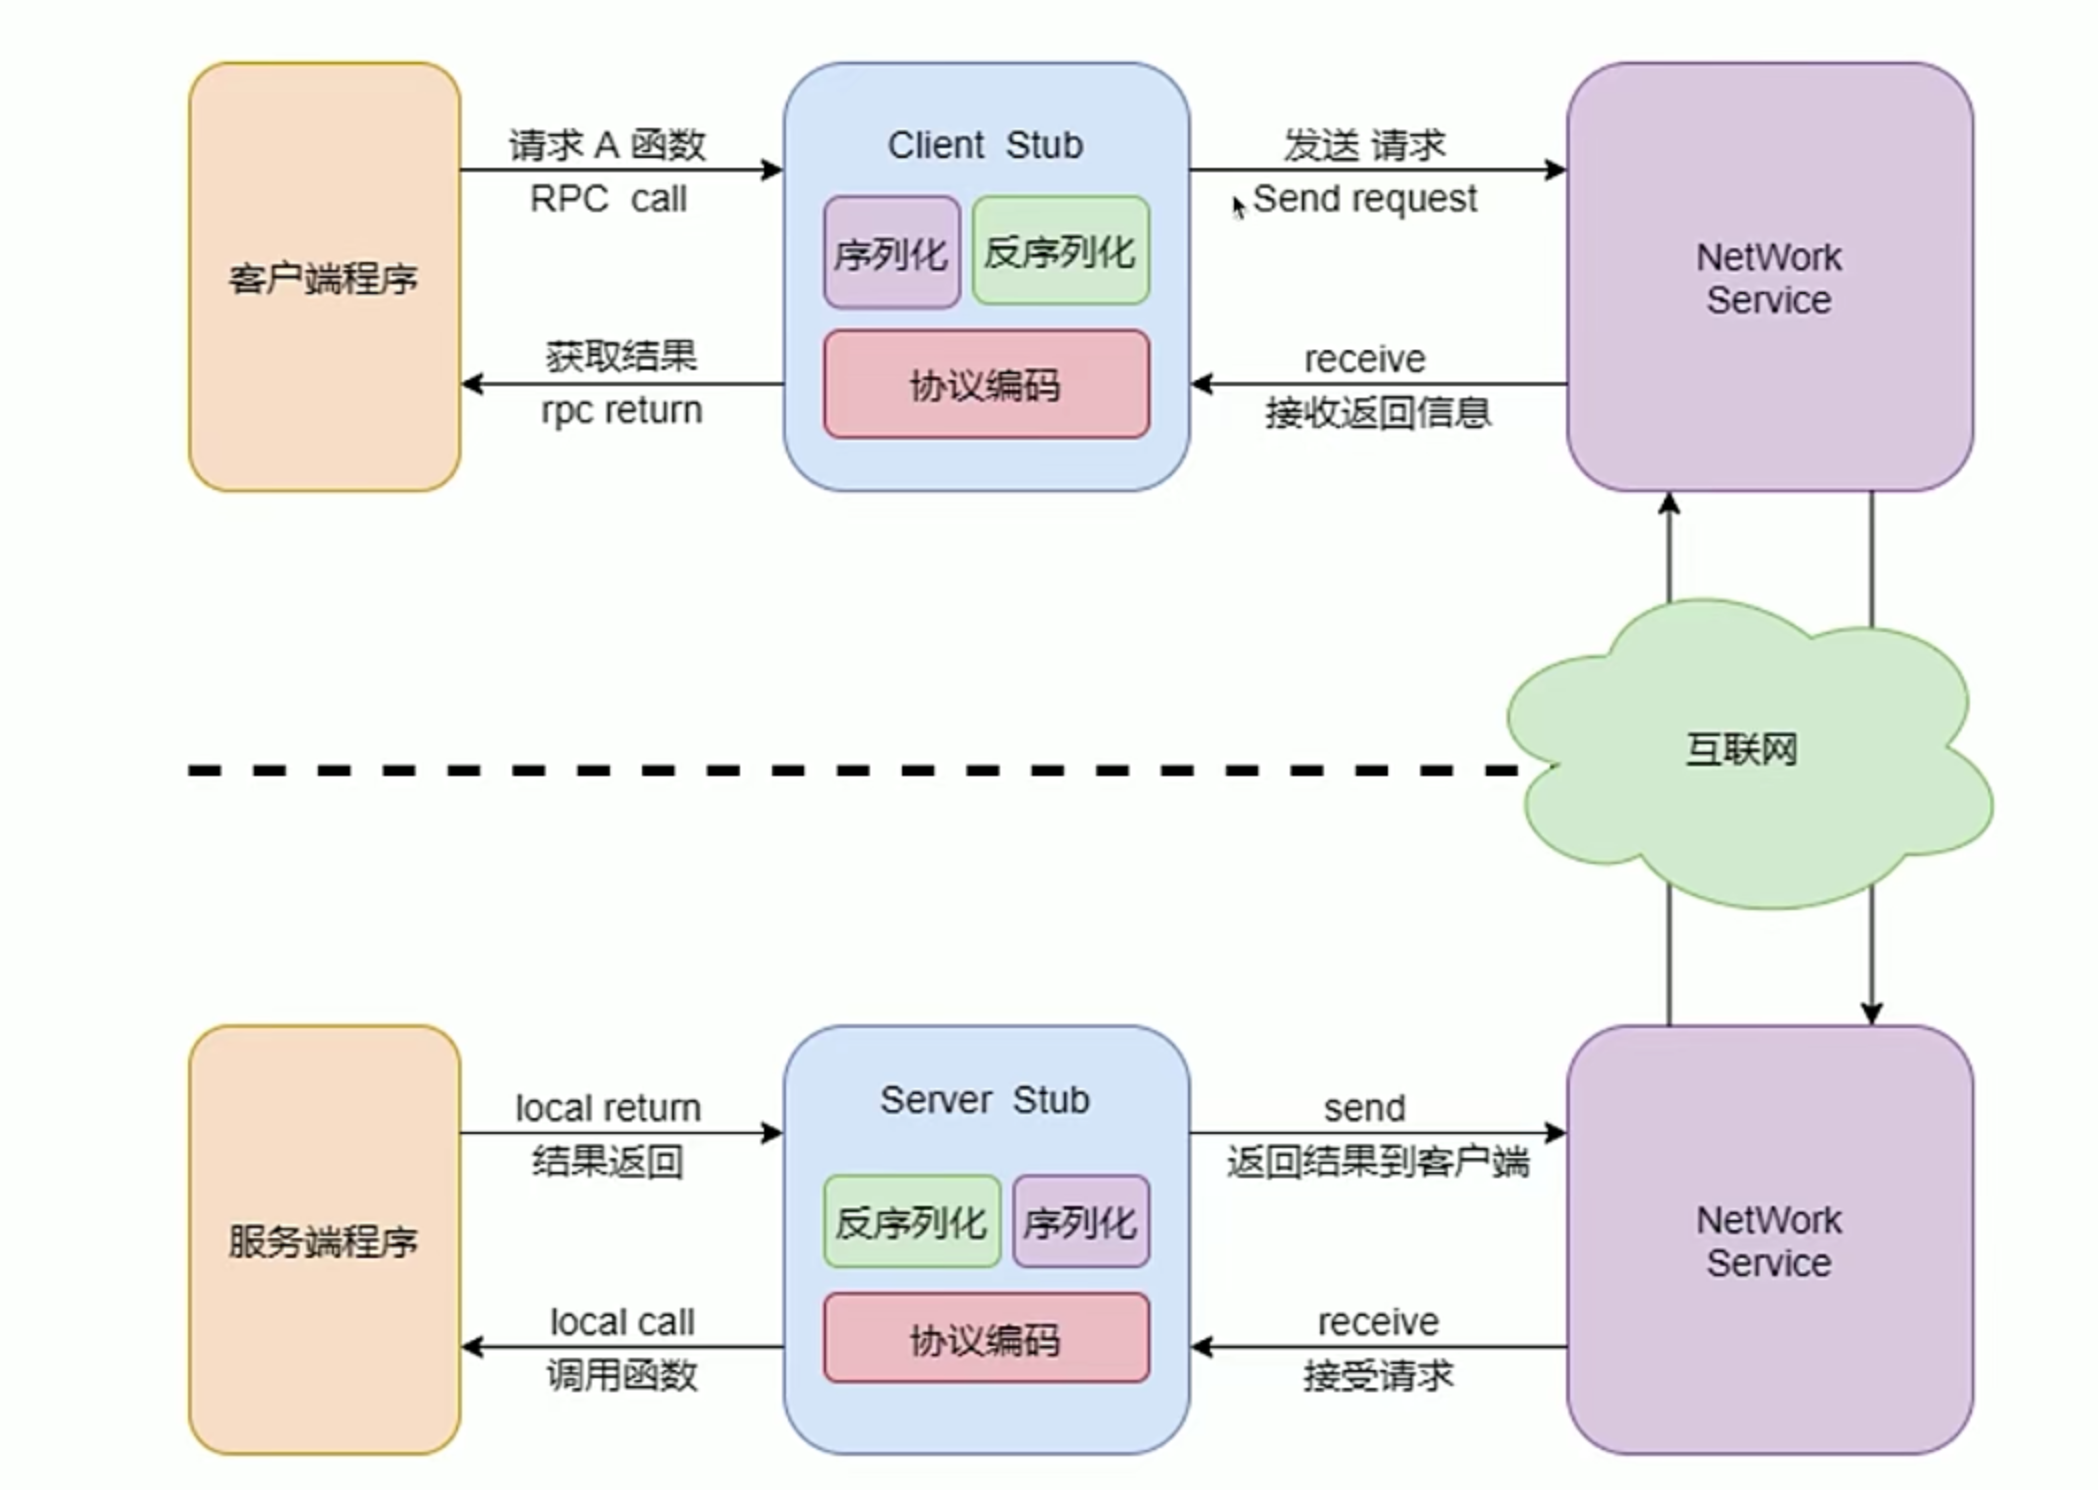 请求 A 函数
RPC call
Client Stub
发送 请求
Send request
序列化
反序列化
客户端程序
NetWork
Service
获取结果
rpc return
协议编码
receive
接收返回信息
互联网
local return
结果返回
Server Stub
send
返回结果到客户端
反序列化
序列化
服务端程序
NetWork
Service
local call
调用函数
协议编码
receive
接受请求